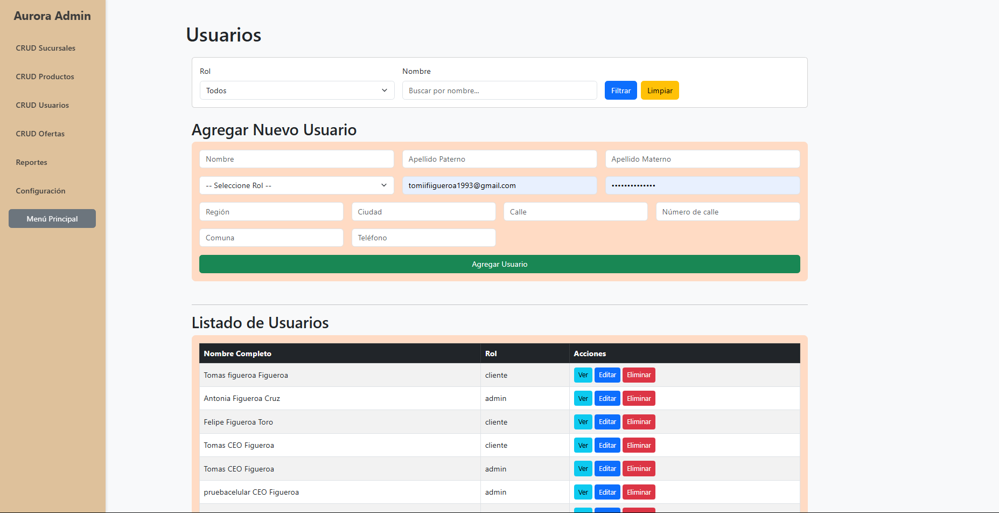 Aurora Admin
CRUD Sucursales
CRUD Productos
CRUD Usuarios
CRUD Ofertas
Reportes
Configuración
Menú Principal
Usuarios
Rol
Nombre
Todos
Buscar por nombre...
Filtrar
Limpiar
Agregar Nuevo Usuario
Nombre
Apellido Paterno
Apellido Materno
-- Seleccione Rol --
tomiifiigueroa1993@gmail.com
••••••••••••••
Región
Ciudad
Calle
Número de calle
Comuna
Teléfono
Agregar Usuario
Listado de Usuarios
Nombre Completo Rol Acciones
Tomas figueroa Figueroa cliente Ver Editar Eliminar
Antonia Figueroa Cruz admin Ver Editar Eliminar
Felipe Figueroa Toro cliente Ver Editar Eliminar
Tomas CEO Figueroa cliente Ver Editar Eliminar
Tomas CEO Figueroa admin Ver Editar Eliminar
pruebacelular CEO Figueroa admin Ver Editar Eliminar